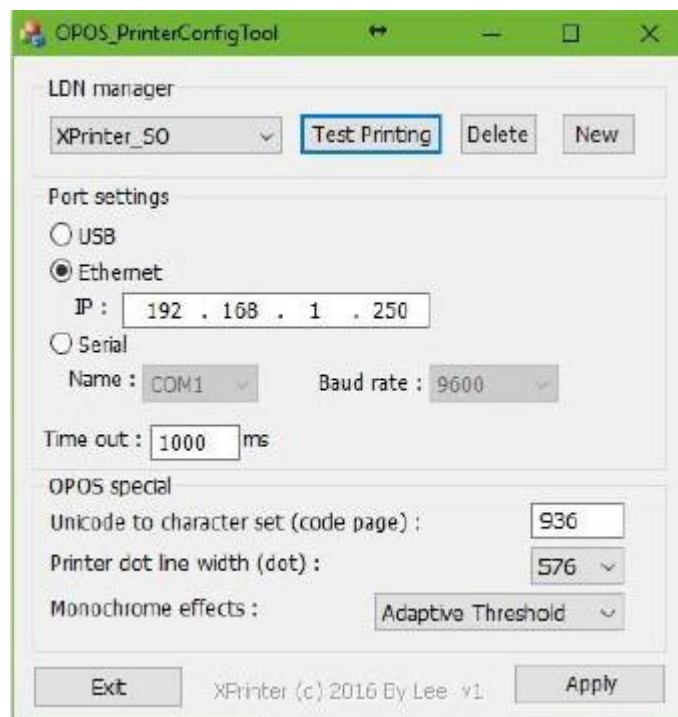 OPOS_PrinterConfigTool
LDN manager
XPrinter_SO Test Printing Delete New
Port settings
USB
Ethernet
IP : 192 . 168 . 1 . 250
Serial
Name : COM1 Baud rate : 9600
Time out : 1000 ms
OPOS special
Unicode to character set (code page) : 936
Printer dot line width (dot) : 576
Monochrome effects : Adaptive Threshold
Exit XPrinter (c) 2016 By Lee v1 Apply